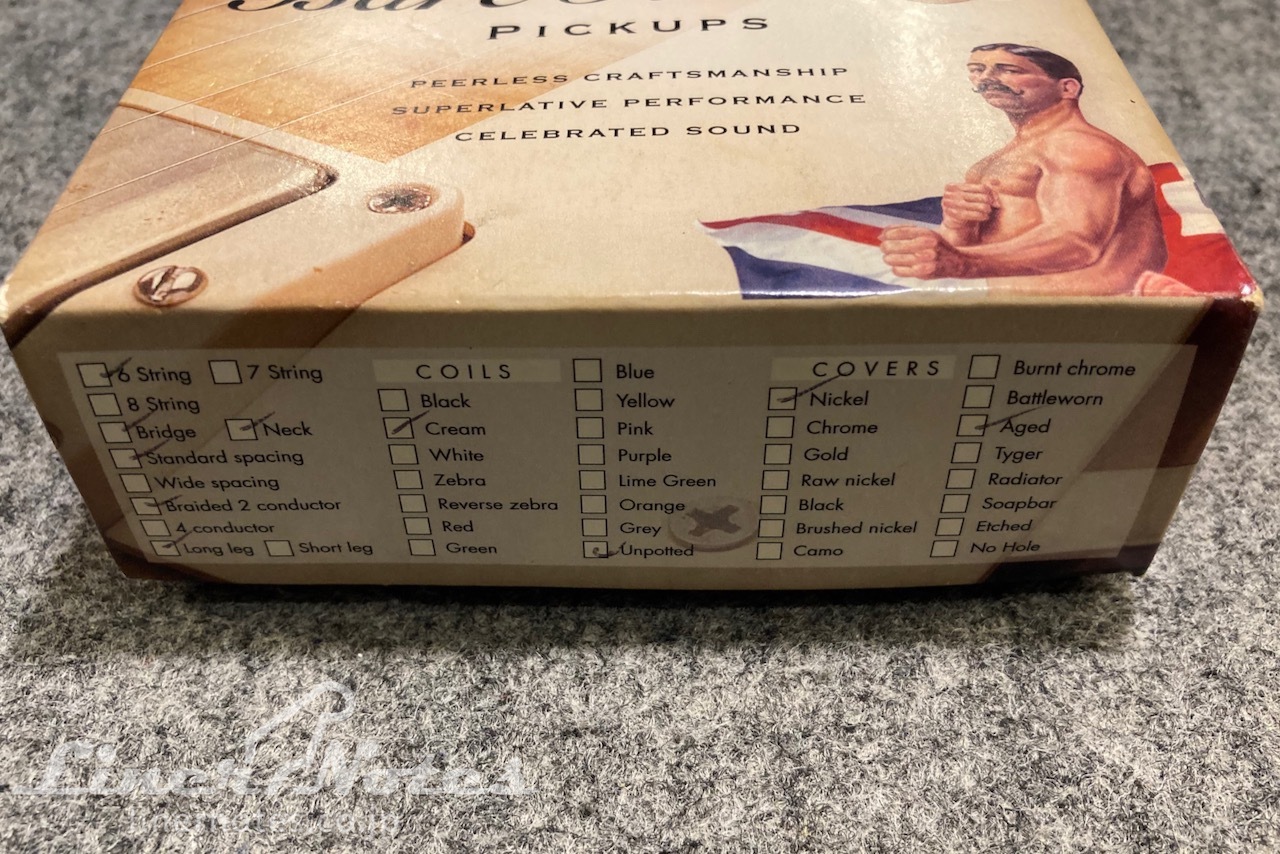 PICKUPS
PEERLESS CRAFTSMANSHIP
SUPERLATIVE PERFORMANCE
CELEBRATED SOUND
6 String 7 String
8 String
Bridge Neck
Standard spacing
Wide spacing
Braided 2 conductor
4 conductor
Long leg Short leg
COILS
Black
Cream
White
Zebra
Reverse zebra
Red
Green
Blue
Yellow
Pink
Purple
Lime Green
Orange
Grey
Unpotted
COVERS
Nickel
Chrome
Gold
Raw nickel
Black
Brushed nickel
Camo
Burnt chrome
Battleworn
Aged
Tyger
Radiator
Soapbar
Etched
No Hole
Liner Notes